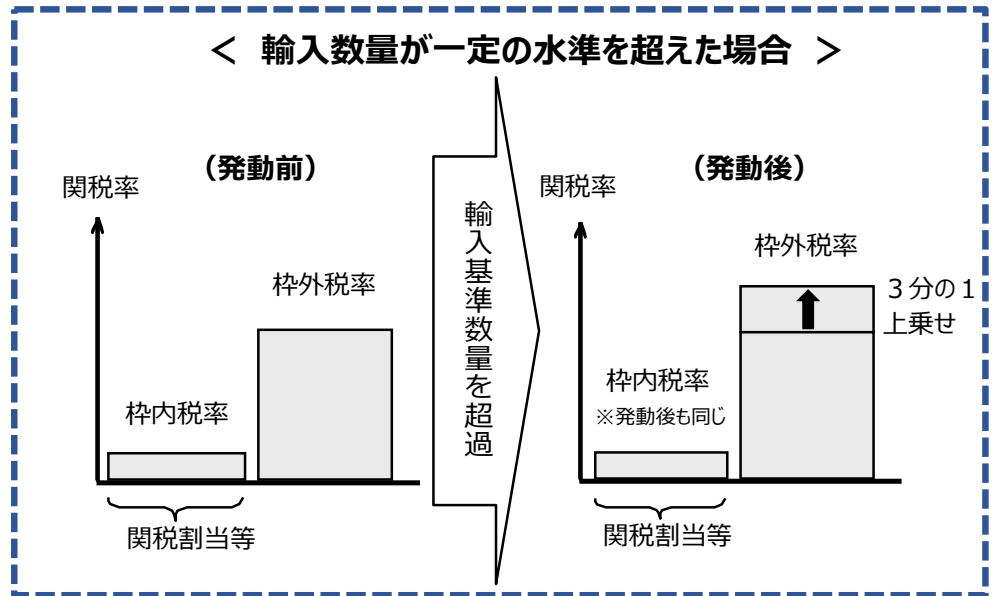 ＜ 輸入数量が一定の水準を超えた場合 ＞
（発動前）
関税率
枠外税率
枠内税率
関税割当等
輸入基準数量を超過
（発動後）
関税率
枠外税率
３分の１
上乗せ
枠内税率
※発動後も同じ
関税割当等